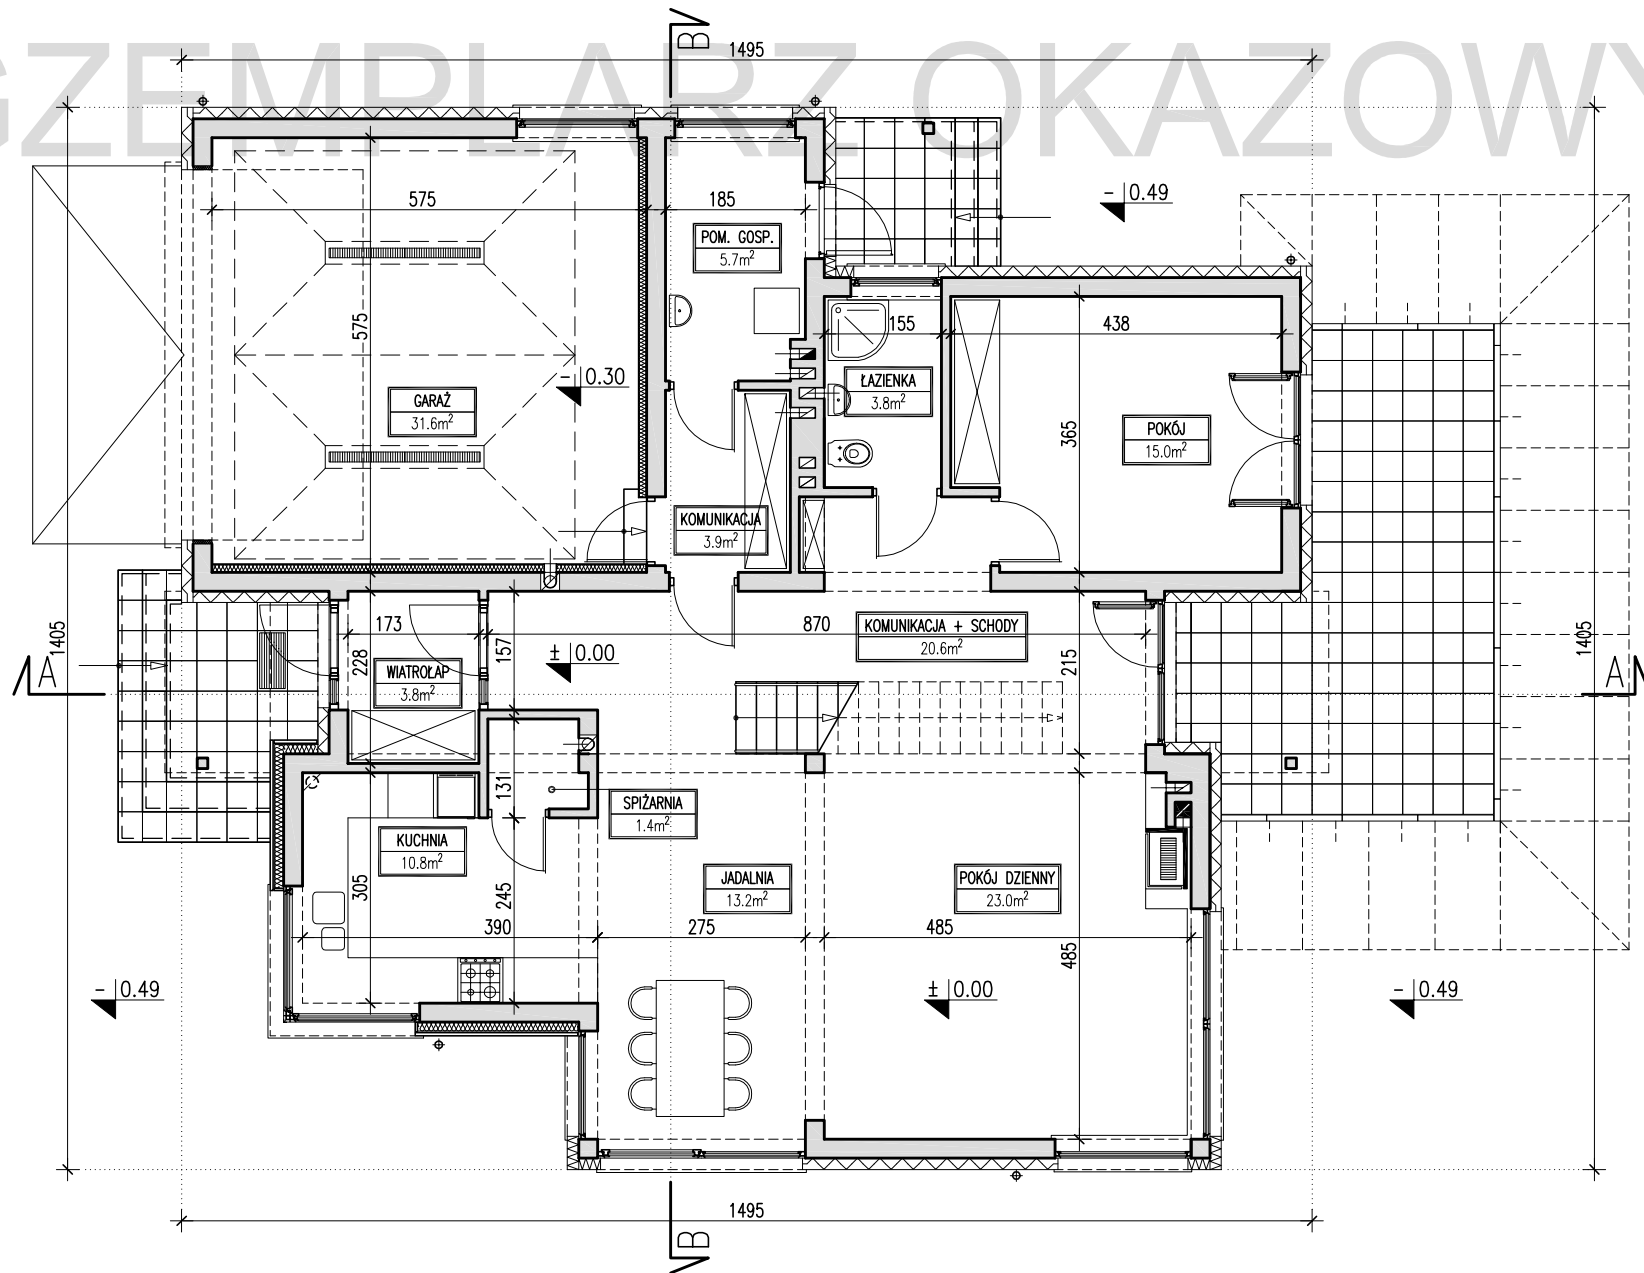 GZEMPLARZ OKAZOWY
B
1495
- 0.49
575
185
POM. GOSP.
5.7m²
575
155
438
- 0.30
GARAŻ
31.6m²
ŁAZIENKA
3.8m²
365
POKÓJ
15.0m²
KOMUNIKACJA
3.9m²
1405
173
228
157
± 0.00
870
KOMUNIKACJA + SCHODY
20.6m²
215
1405
A
WIATROŁAP
3.8m²
A
131
SPIŻARNIA
1.4m²
KUCHNIA
10.8m²
305
245
JADALNIA
13.2m²
POKÓJ DZIENNY
23.0m²
390
275
485
485
- 0.49
± 0.00
- 0.49
1495
B